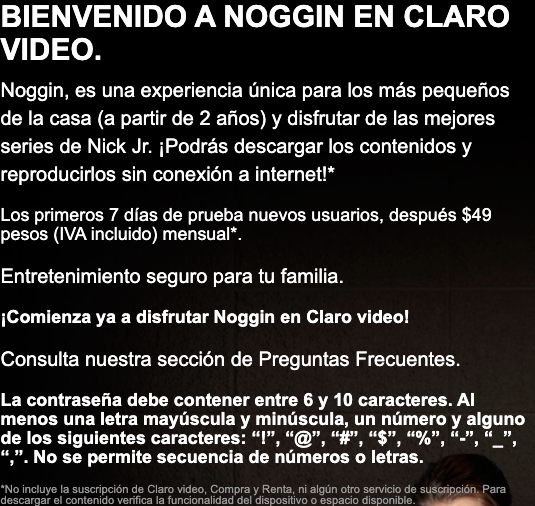 BIENVENIDO A NOGGIN EN CLARO
VIDEO.
Noggin, es una experiencia única para los más pequeños
de la casa (a partir de 2 años) y disfrutar de las mejores
series de Nick Jr. ¡Podrás descargar los contenidos y
reproducirlos sin conexión a internet!*
Los primeros 7 días de prueba nuevos usuarios, después $49
pesos (IVA incluido) mensual*.
Entretenimiento seguro para tu familia.
¡Comienza ya a disfrutar Noggin en Claro video!
Consulta nuestra sección de Preguntas Frecuentes.
La contraseña debe contener entre 6 y 10 caracteres. Al
menos una letra mayúscula y minúscula, un número y alguno
de los siguientes caracteres: “!”, “@”, “#”, “$”, “%”, “-”, “_”,
“,”. No se permite secuencia de números o letras.
*No incluye la suscripción de Claro video, Compra y Renta, ni algún otro servicio de suscripción. Para
descargar el contenido verifica la funcionalidad del dispositivo o espacio disponible.